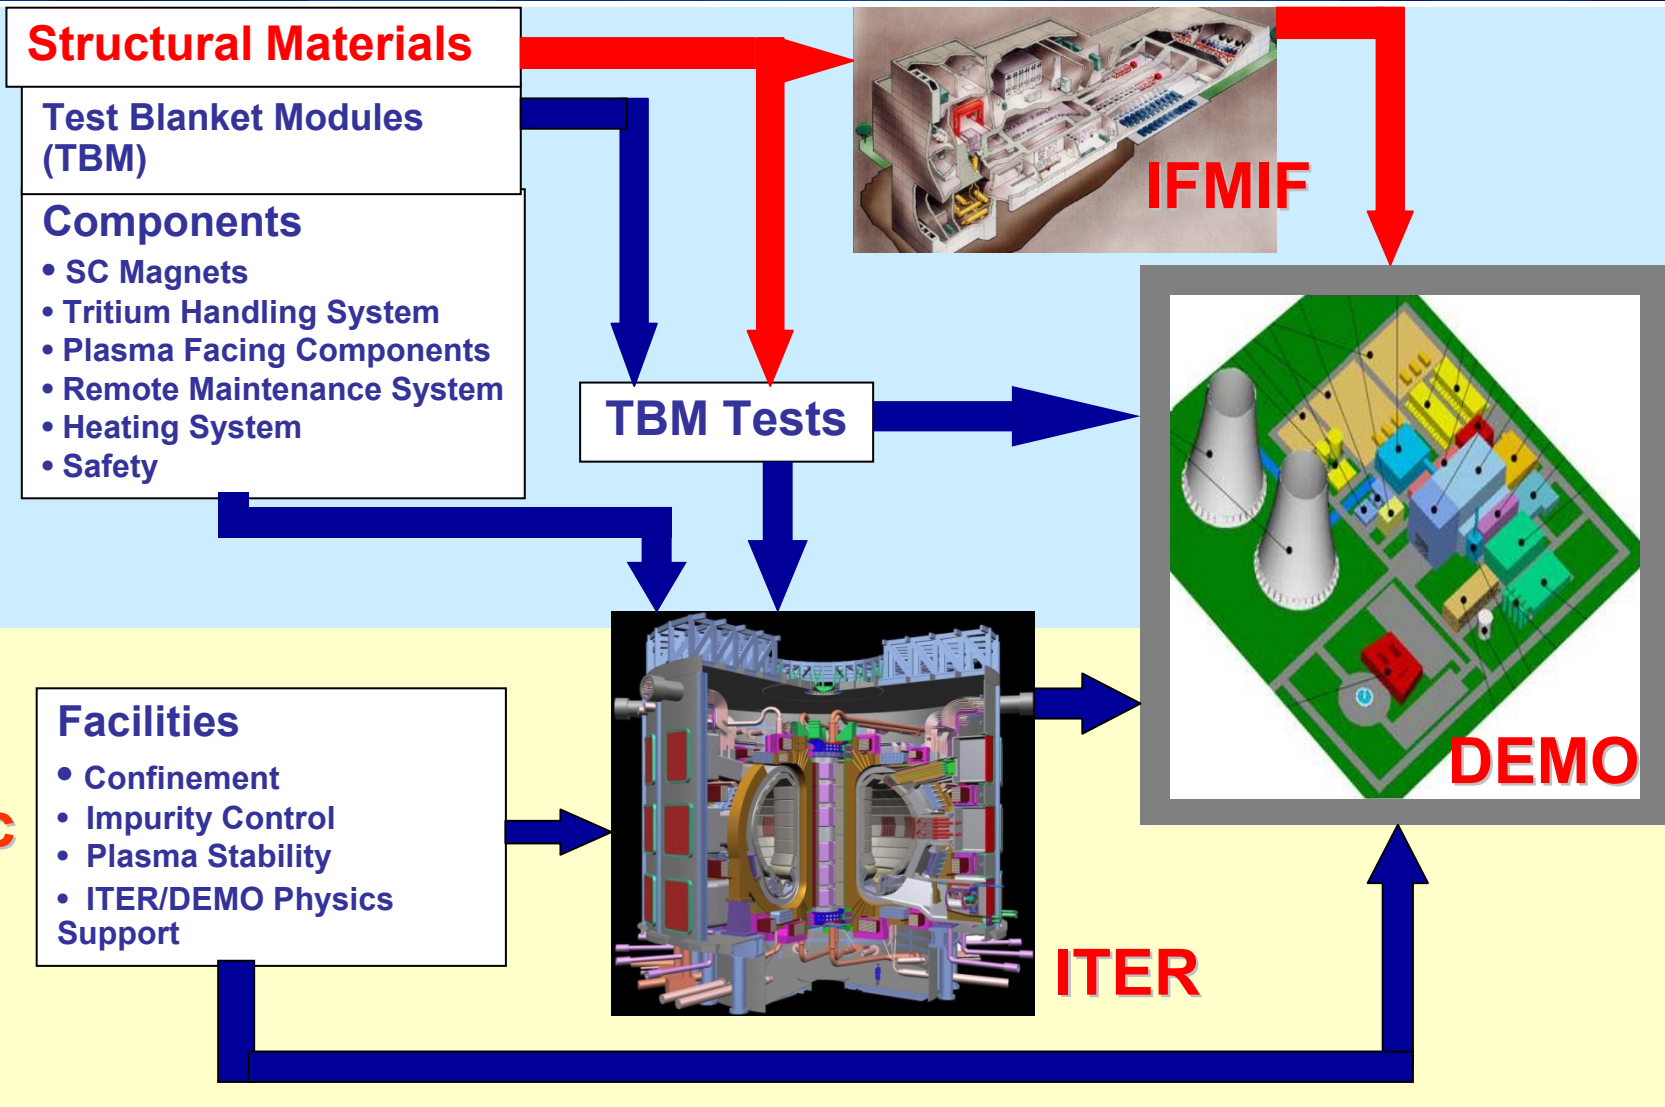 Structural Materials
Test Blanket Modules
(TBM)
Components
• SC Magnets
• Tritium Handling System
• Plasma Facing Components
• Remote Maintenance System
• Heating System
• Safety
IFMIF
TBM Tests
DEMO
Facilities
• Confinement
• Impurity Control
• Plasma Stability
• ITER/DEMO Physics
Support
c
ITER